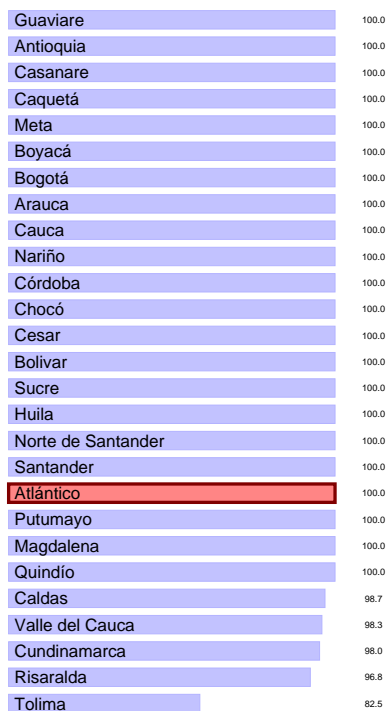 Guaviare 100.0
Antioquia 100.0
Casanare 100.0
Caquetá 100.0
Meta 100.0
Boyacá 100.0
Bogotá 100.0
Arauca 100.0
Cauca 100.0
Nariño 100.0
Córdoba 100.0
Chocó 100.0
Cesar 100.0
Bolivar 100.0
Sucre 100.0
Huila 100.0
Norte de Santander 100.0
Santander 100.0
Atlántico 100.0
Putumayo 100.0
Magdalena 100.0
Quindío 100.0
Caldas 98.7
Valle del Cauca 98.3
Cundinamarca 98.0
Risaralda 96.8
Tolima 82.5